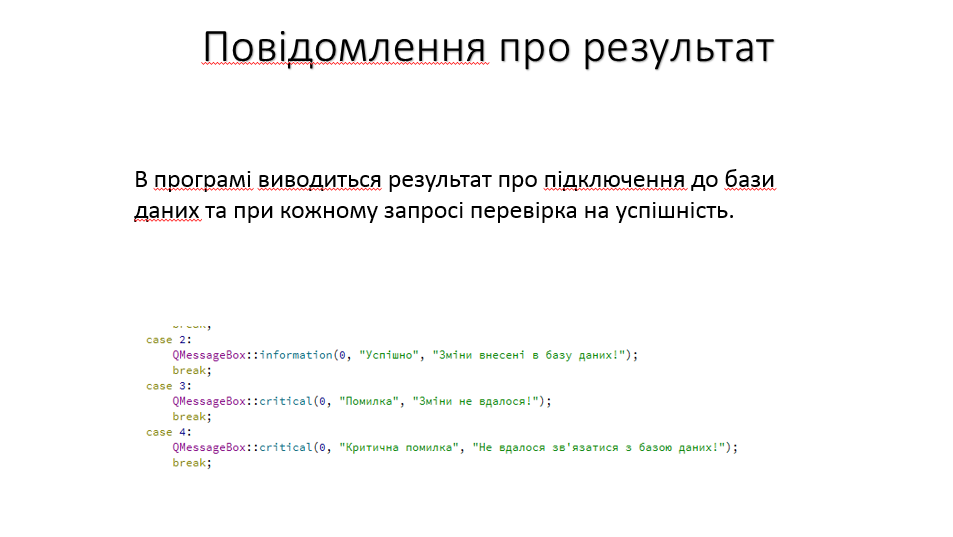 Повідомлення про результат
В програмі виводиться результат про підключення до бази
даних та при кожному запросі перевірка на успішність.
break;
case 2:
QMessageBox::information(0, "Успішно", "Зміни внесені в базу даних!");
break;
case 3:
QMessageBox::critical(0, "Помилка", "Зміни не вдалося!");
break;
case 4:
QMessageBox::critical(0, "Критична помилка", "Не вдалося зв'язатися з базою даних!");
break;